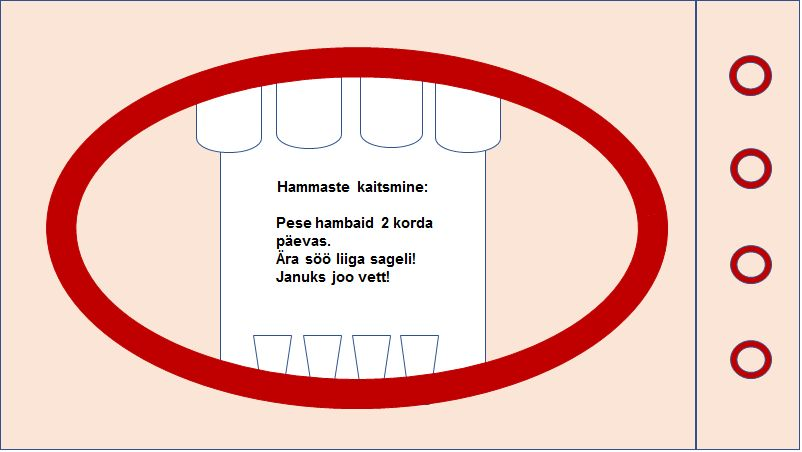 Hammaste kaitsmine:
Pese hambaid 2 korda
päevas.
Ära söö liiga sageli!
Januks joo vett!